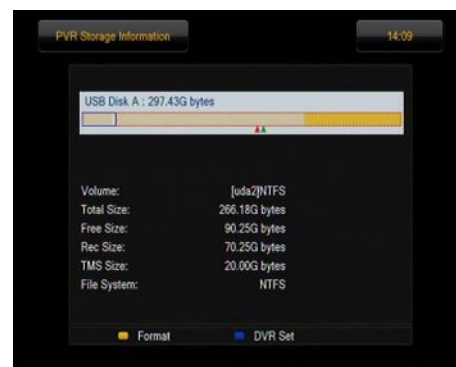 PVR Storage Information
14:09
USB Disk A : 297.43G bytes
Volume: [uda2]NTFS
Total Size: 266.18G bytes
Free Size: 90.25G bytes
Rec Size: 70.25G bytes
TMS Size: 20.00G bytes
File System: NTFS
Format DVR Set